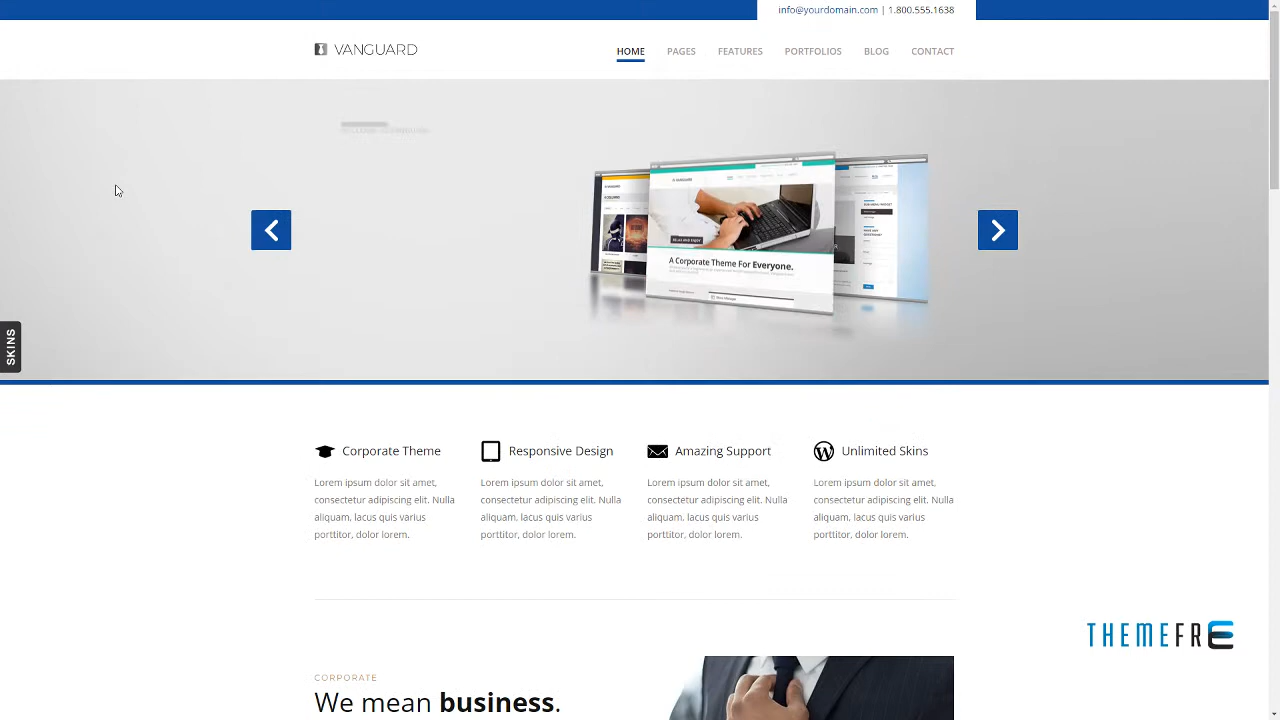 info@yourdomain.com | 1.800.555.1638
VANGUARD
HOME PAGES FEATURES PORTFOLIOS BLOG CONTACT
VANGUARD
RELAX AND ENJOY
A Corporate Theme For Everyone.
SKINS
Corporate Theme
Lorem ipsum dolor sit amet,
consectetur adipiscing elit. Nulla
aliquam, lacus quis varius
porttitor, dolor lorem.
Responsive Design
Lorem ipsum dolor sit amet,
consectetur adipiscing elit. Nulla
aliquam, lacus quis varius
porttitor, dolor lorem.
Amazing Support
Lorem ipsum dolor sit amet,
consectetur adipiscing elit. Nulla
aliquam, lacus quis varius
porttitor, dolor lorem.
Unlimited Skins
Lorem ipsum dolor sit amet,
consectetur adipiscing elit. Nulla
aliquam, lacus quis varius
porttitor, dolor lorem.
THEMEFRE
CORPORATE
We mean business.